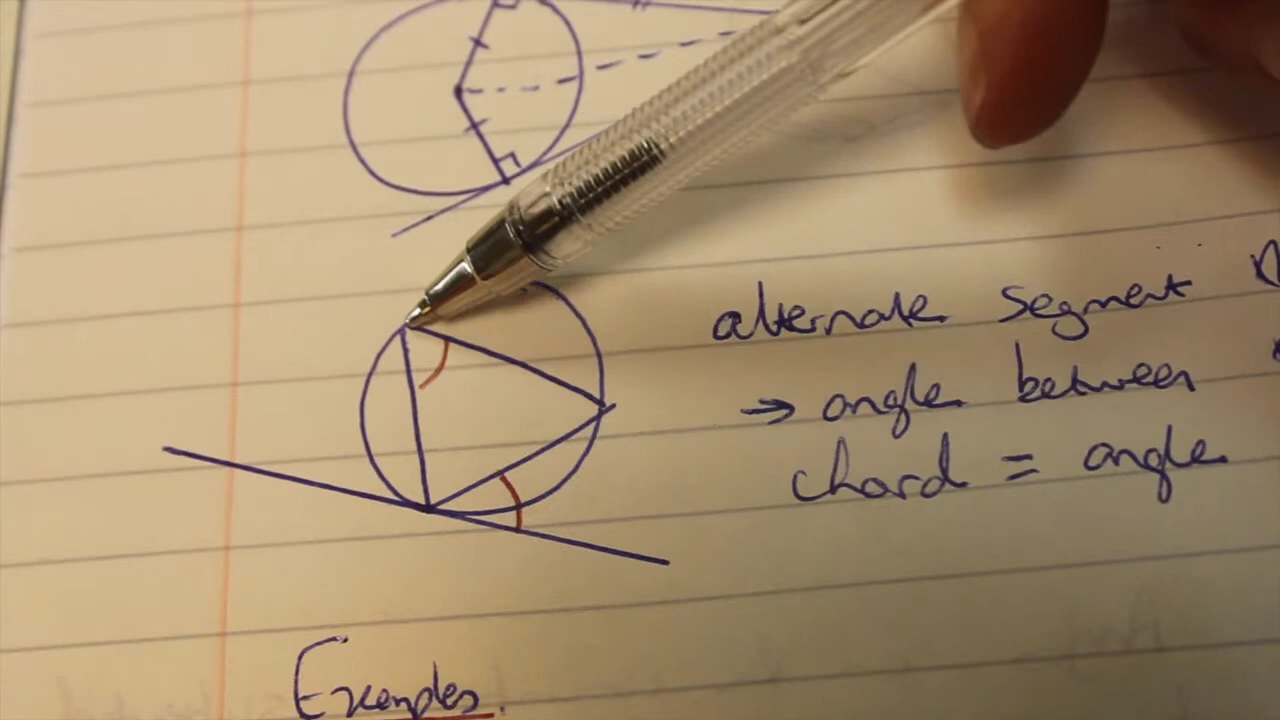 alternate segment
→ angle between
chord = angle
Examples.